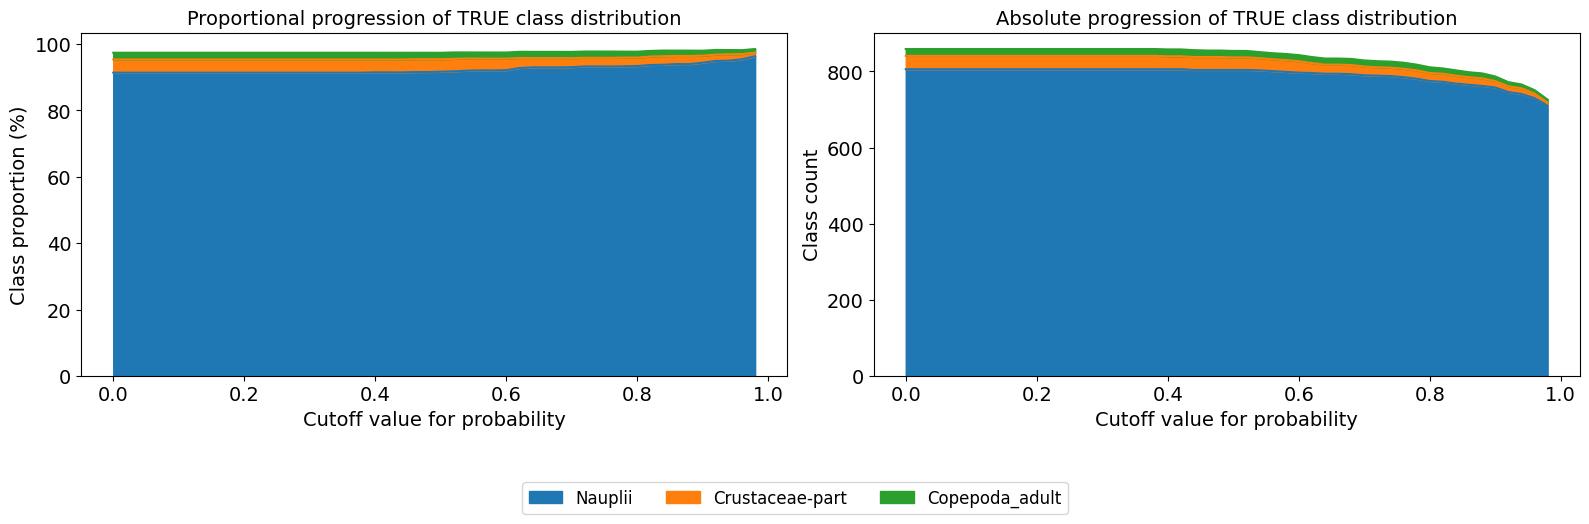 Proportional progression of TRUE class distribution
Class proportion (%)
100
80
60
40
20
0
0.0 0.2 0.4 0.6 0.8 1.0
Cutoff value for probability
Absolute progression of TRUE class distribution
Class count
800
600
400
200
0
0.0 0.2 0.4 0.6 0.8 1.0
Cutoff value for probability
Nauplii Crustaceae-part Copepoda_adult